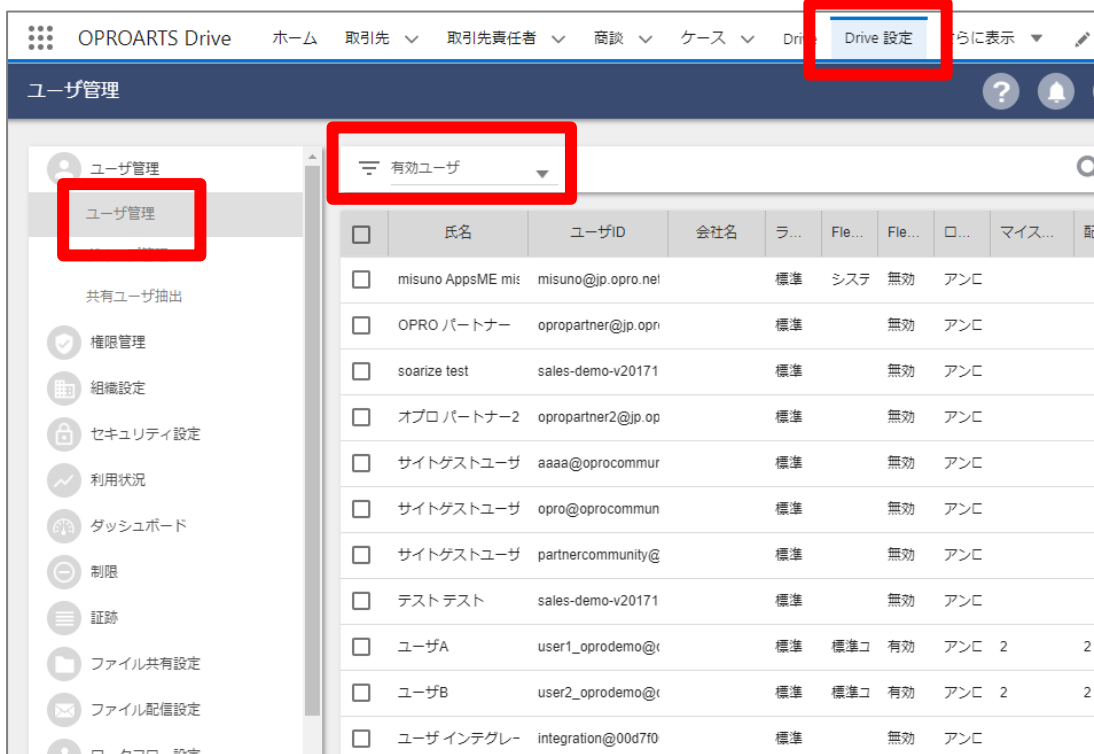 OPROARTS Drive ホーム 取引先 取引先責任者 商談 ケース Drive Drive 設定 らに表示
ユーザ管理
ユーザ管理
ユーザ管理
共有ユーザ抽出
権限管理
組織設定
セキュリティ設定
利用状況
ダッシュボード
制限
証跡
ファイル共有設定
ファイル配信設定
有効ユーザ
氏名 ユーザID 会社名 ラ... Fle... Fle... ロ... マイス... 配
misuno AppsME mis misuno@jp.opro.net 標準 システ 無効 アンロ
OPRO パートナー opropartner@jp.opr 標準 無効 アンロ
soarize test sales-demo-v20171 標準 無効 アンロ
オプロ パートナー2 opropartner2@jp.op 標準 無効 アンロ
サイトゲストユーザ aaaa@oprocommur 標準 無効 アンロ
サイトゲストユーザ opro@oprocommun 標準 無効 アンロ
サイトゲストユーザ partnercommunity@ 標準 無効 アンロ
テスト テスト sales-demo-v20171 標準 無効 アンロ
ユーザA user1_oprodemo@ 標準 標準ユ 有効 アンロ 2 2
ユーザB user2_oprodemo@ 標準 標準ユ 有効 アンロ 2 2
ユーザ インテグレー integration@00d7f0 標準 無効 アンロ